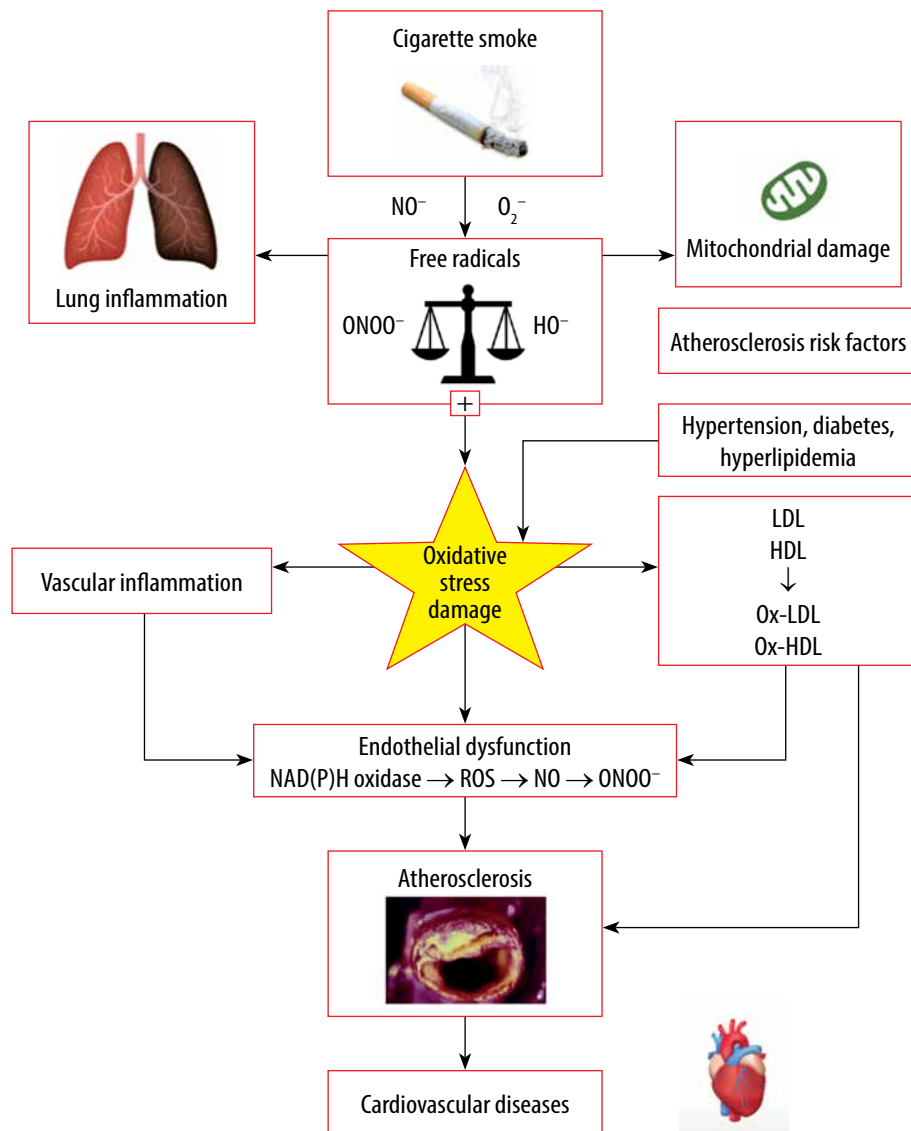 Cigarette smoke
NO⁻
O₂⁻
Lung inflammation
Free radicals
ONOO⁻
HO⁻
+
Mitochondrial damage
Atherosclerosis risk factors
Hypertension, diabetes,
hyperlipidemia
Vascular inflammation
Oxidative
stress
damage
LDL
HDL
↓
Ox-LDL
Ox-HDL
Endothelial dysfunction
NAD(P)H oxidase → ROS → NO → ONOO⁻
Atherosclerosis
Cardiovascular diseases